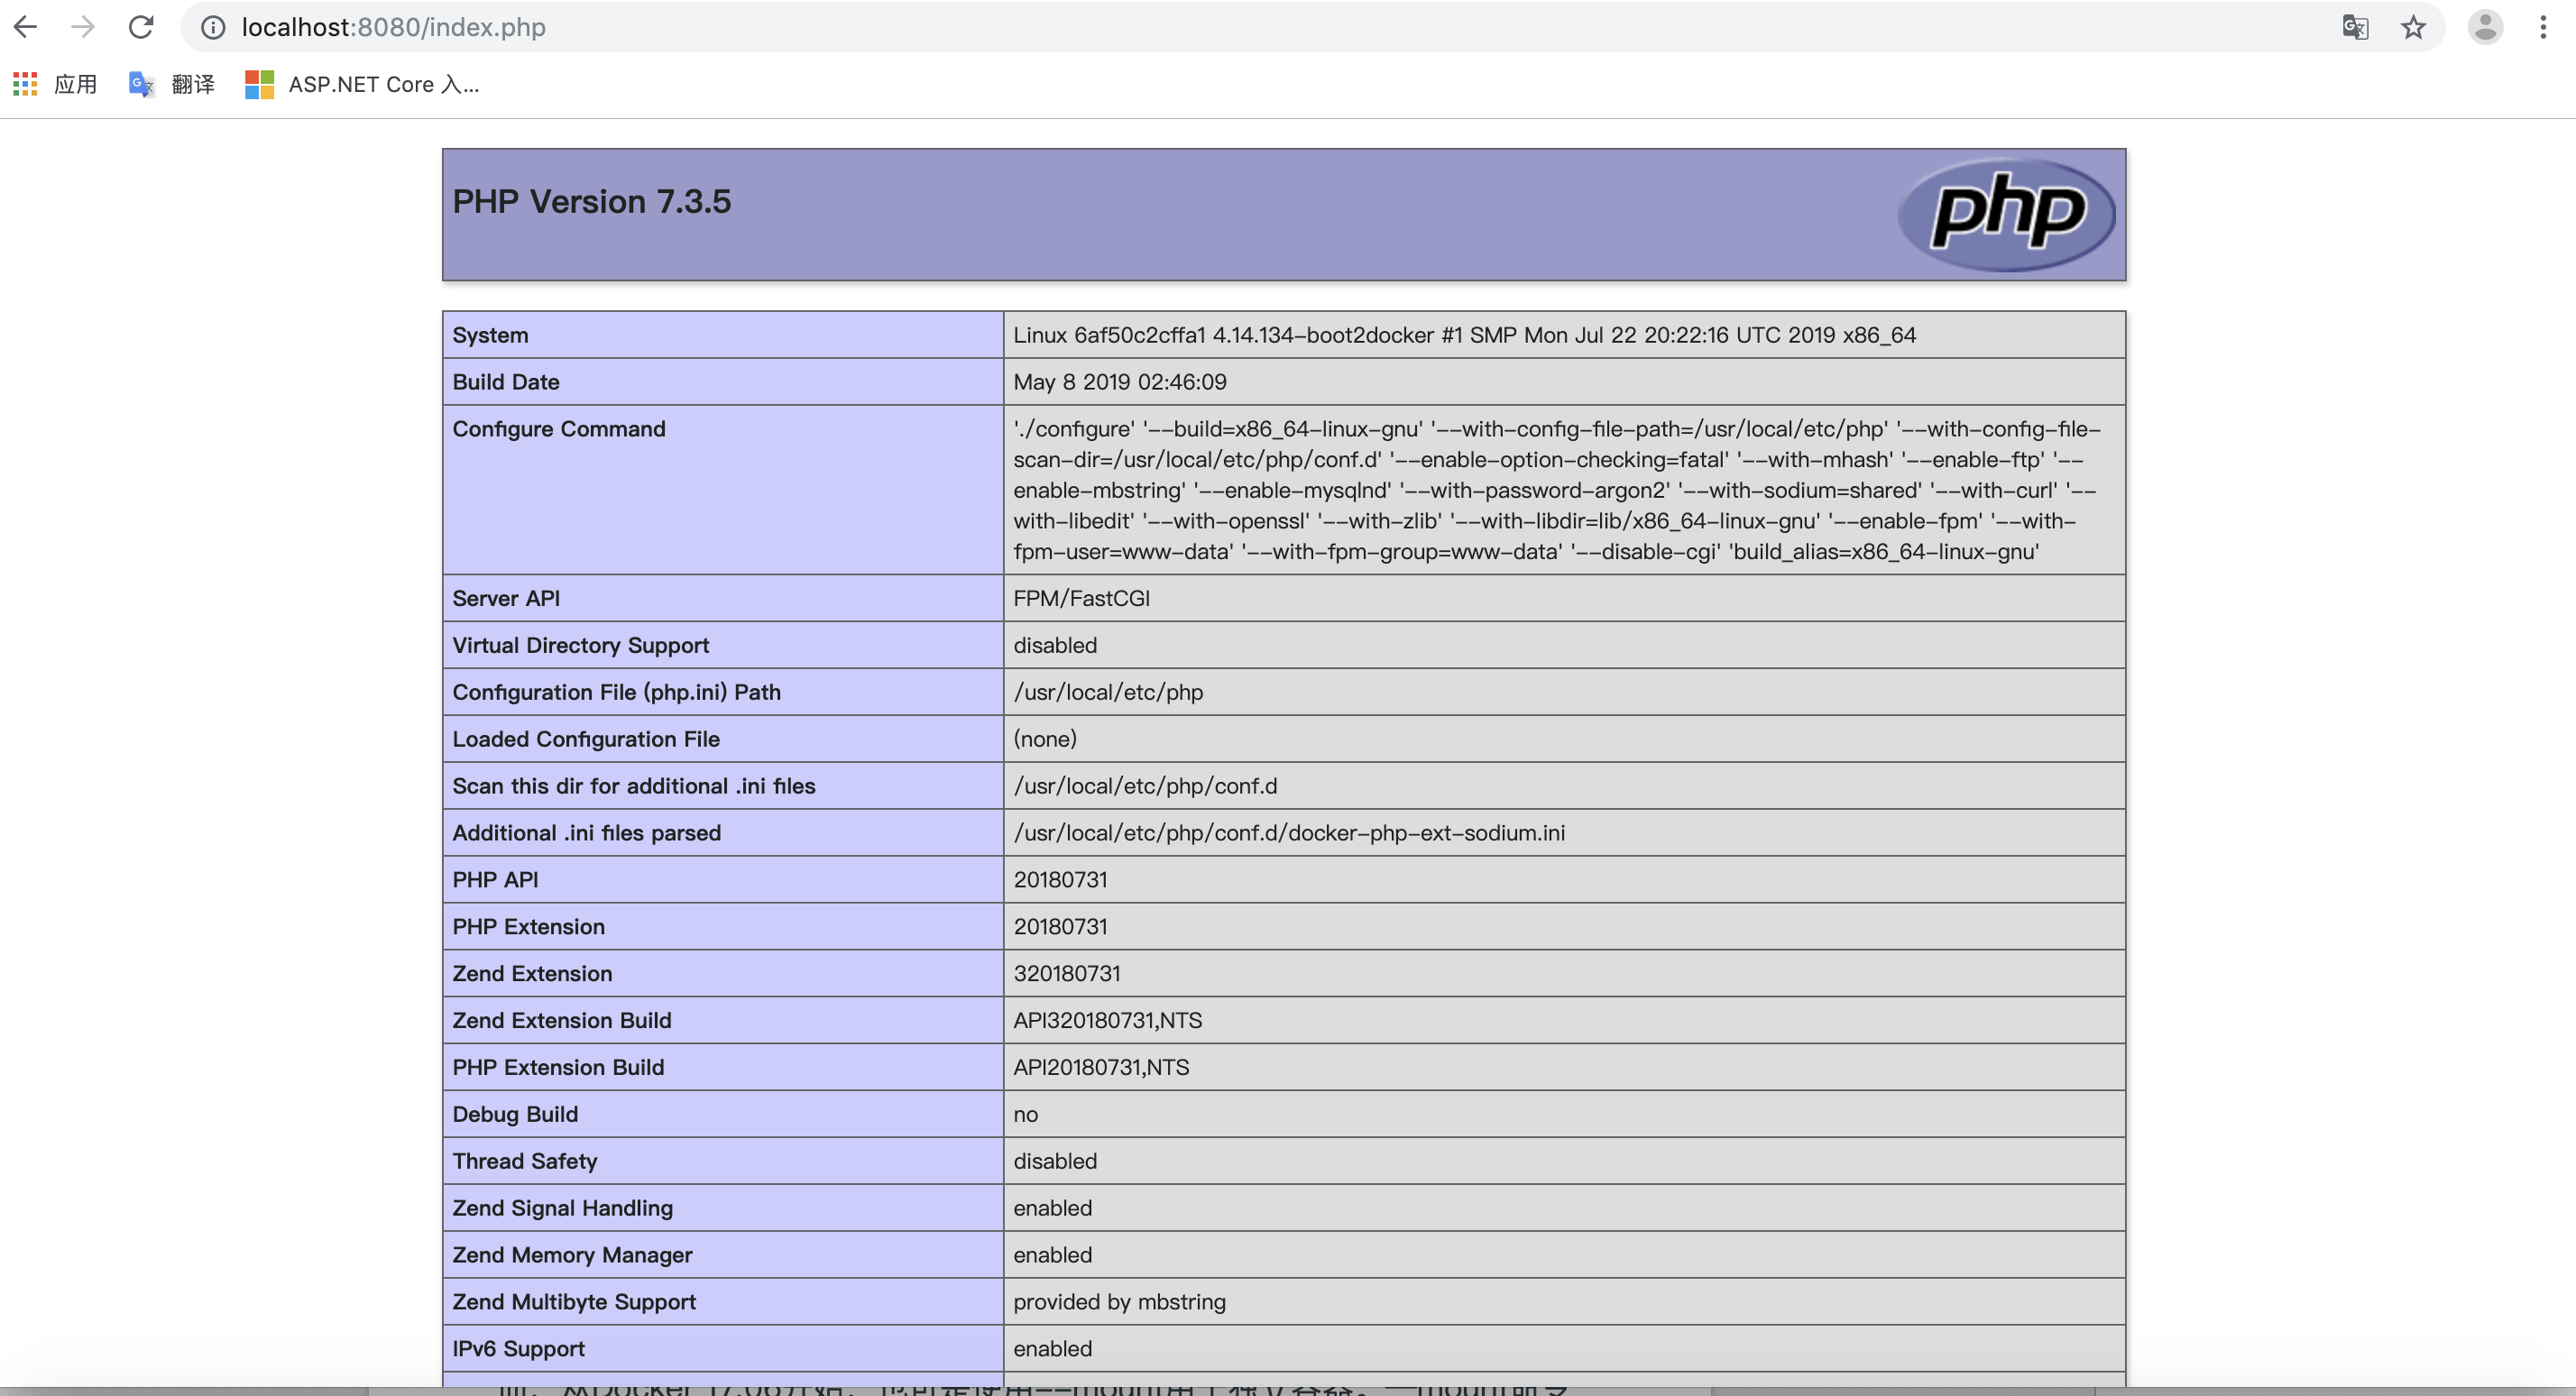 localhost:8080/index.php
应用 翻译 ASP.NET Core 入...
PHP Version 7.3.5
php
System Linux 6af50c2cffa1 4.14.134-boot2docker #1 SMP Mon Jul 22 20:22:16 UTC 2019 x86_64
Build Date May 8 2019 02:46:09
Configure Command './configure' '--build=x86_64-linux-gnu' '--with-config-file-path=/usr/local/etc/php' '--with-config-file-
scan-dir=/usr/local/etc/php/conf.d' '--enable-option-checking=fatal' '--with-mhash' '--enable-ftp' '--
enable-mbstring' '--enable-mysqlnd' '--with-password-argon2' '--with-sodium=shared' '--with-curl' '--
with-libedit' '--with-openssl' '--with-zlib' '--with-libdir=lib/x86_64-linux-gnu' '--enable-fpm' '--with-
fpm-user=www-data' '--with-fpm-group=www-data' '--disable-cgi' 'build_alias=x86_64-linux-gnu'
Server API FPM/FastCGI
Virtual Directory Support disabled
Configuration File (php.ini) Path /usr/local/etc/php
Loaded Configuration File (none)
Scan this dir for additional .ini files /usr/local/etc/php/conf.d
Additional .ini files parsed /usr/local/etc/php/conf.d/docker-php-ext-sodium.ini
PHP API 20180731
PHP Extension 20180731
Zend Extension 320180731
Zend Extension Build API320180731,NTS
PHP Extension Build API20180731,NTS
Debug Build no
Thread Safety disabled
Zend Signal Handling enabled
Zend Memory Manager enabled
Zend Multibyte Support provided by mbstring
IPv6 Support enabled